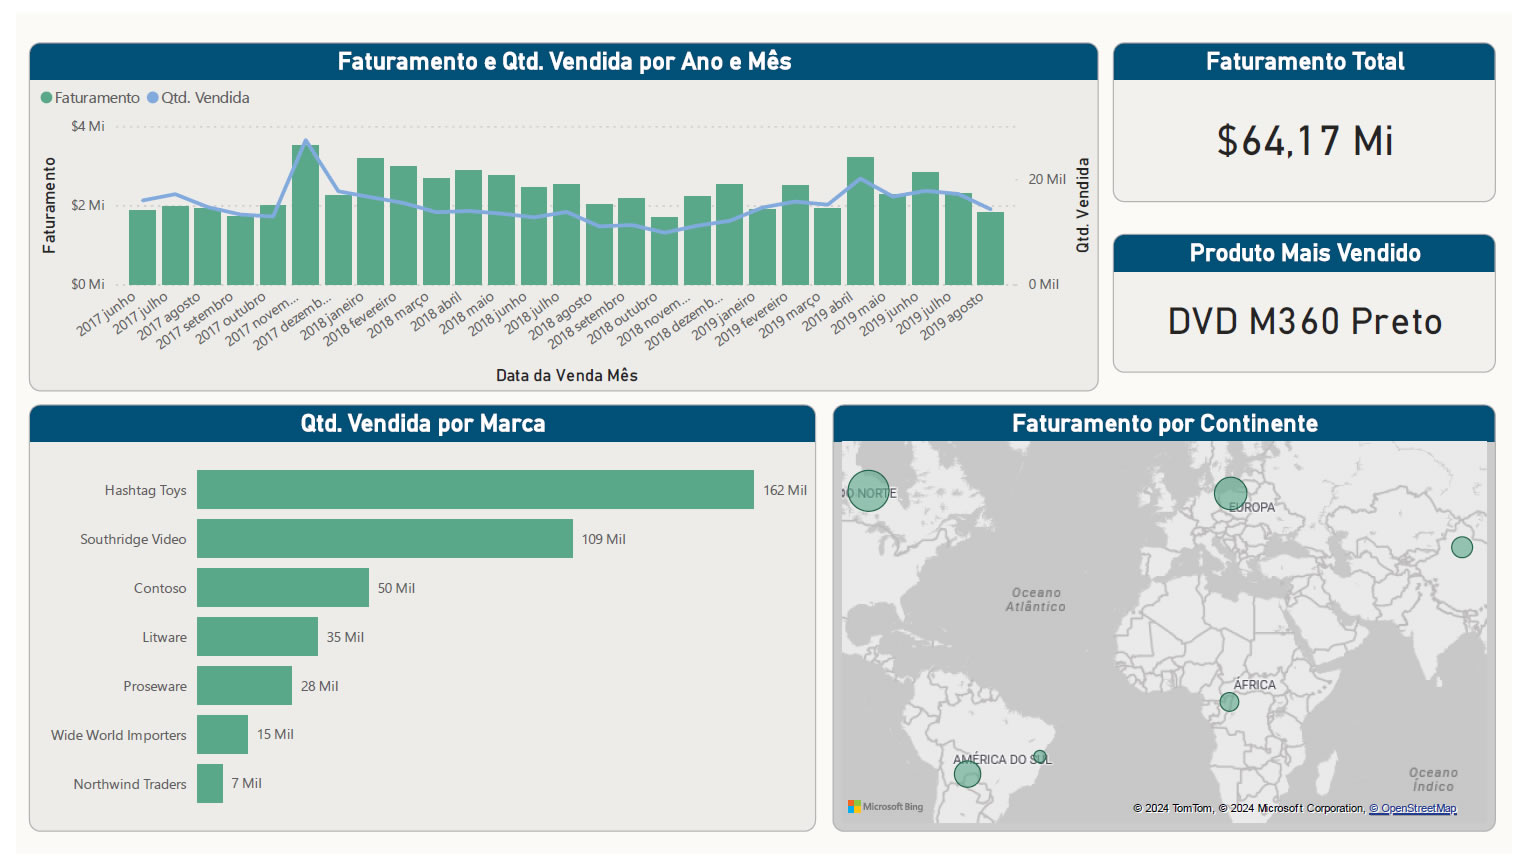 Faturamento e Qtd. Vendida por Ano e Mês
Faturamento Qtd. Vendida
Faturamento
$4 Mi
$2 Mi
$0 Mi
20 Mil
0 Mil
Qtd. Vendida
2017 junho
2017 julho
2017 agosto
2017 setembro
2017 outubro
2017 novem...
2017 dezemb...
2018 janeiro
2018 fevereiro
2018 março
2018 abril
2018 maio
2018 junho
2018 julho
2018 agosto
2018 setembro
2018 outubro
2018 novem...
2018 dezemb...
2019 janeiro
2019 fevereiro
2019 março
2019 abril
2019 maio
2019 junho
2019 julho
2019 agosto
Data da Venda Mês
Faturamento Total
$64,17 Mi
Produto Mais Vendido
DVD M360 Preto
Qtd. Vendida por Marca
Hashtag Toys 162 Mil
Southridge Video 109 Mil
Contoso 50 Mil
Litware 35 Mil
Proseware 28 Mil
Wide World Importers 15 Mil
Northwind Traders 7 Mil
Faturamento por Continente
DO NORTE
EUROPA
Oceano
Atlântico
ÁFRICA
AMÉRICA DO SUL
Oceano
Índico
Microsoft Bing
© 2024 TomTom, © 2024 Microsoft Corporation, © OpenStreetMap